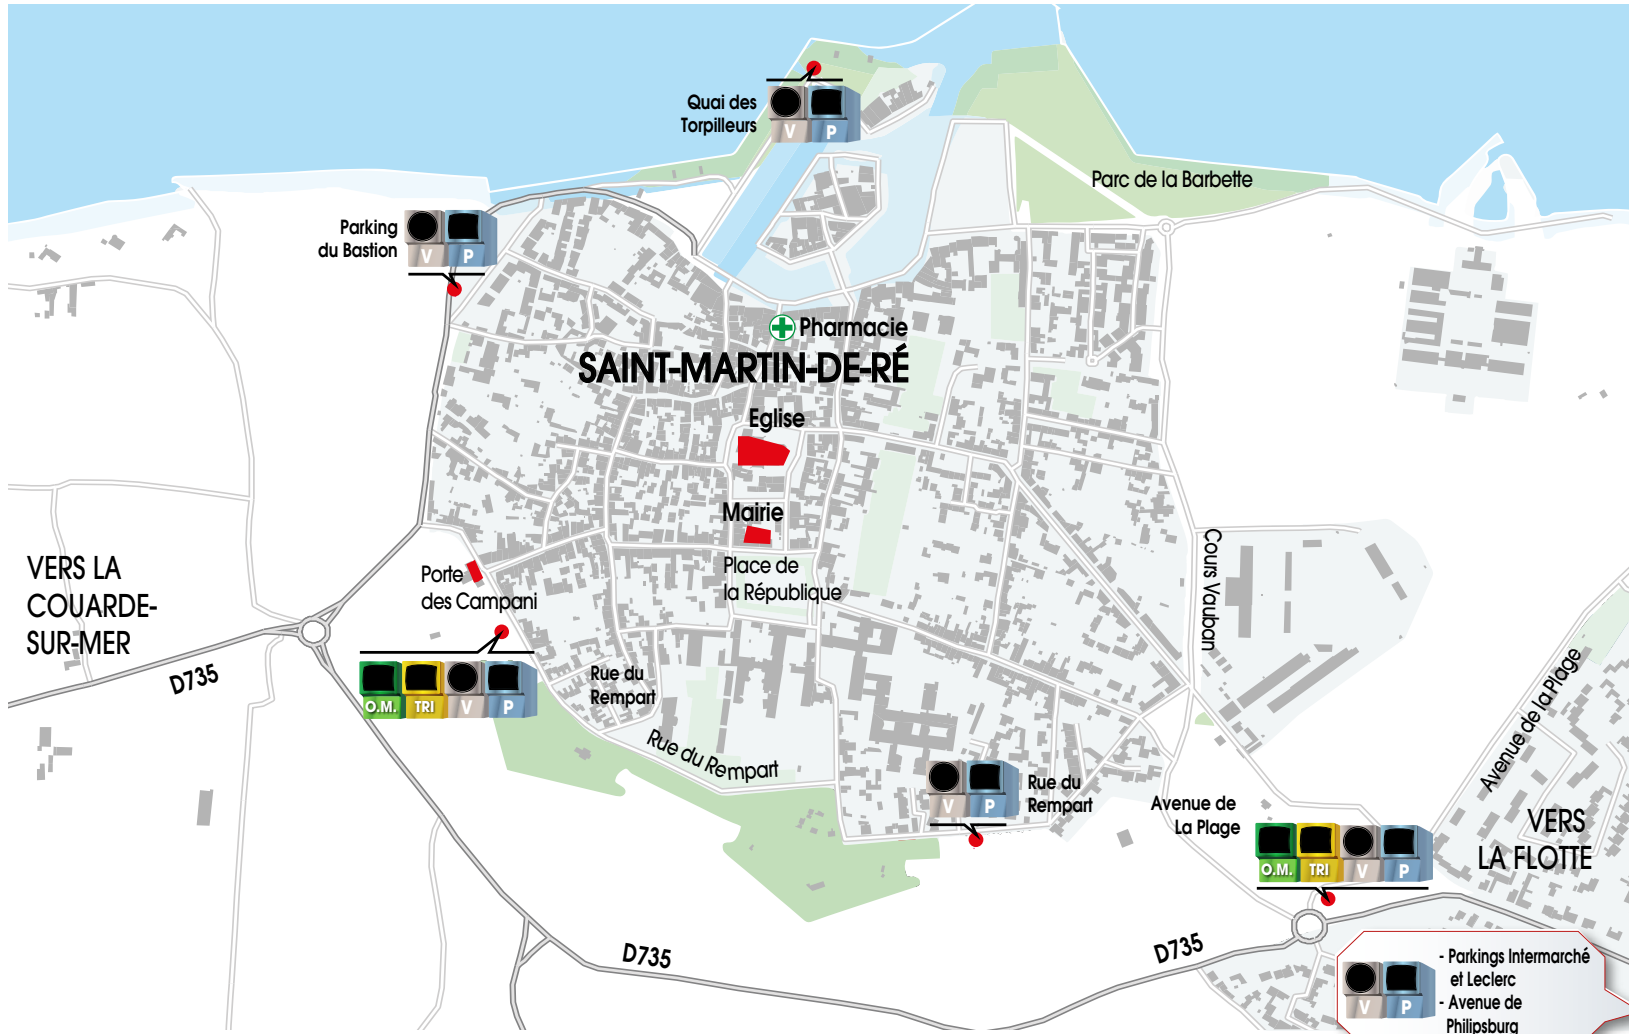 Quai des
Torpilleurs
V P
Parc de la Barbette
Parking
du Bastion
V P
Pharmacie
SAINT-MARTIN-DE-RÉ
Eglise
Mairie
Place de
la République
Cours Vauban
VERS LA
COUARDE-
SUR-MER
Porte
des Campani
D735
O.M. TRI V P
Rue du
Rempart
Rue du Rempart
V P
Rue du
Rempart
Avenue de
La Plage
O.M. TRI V P
Avenue de la Plage
VERS
LA FLOTTE
D735
D735
V P
- Parkings Intermarché
et Leclerc
- Avenue de
Philipsburg